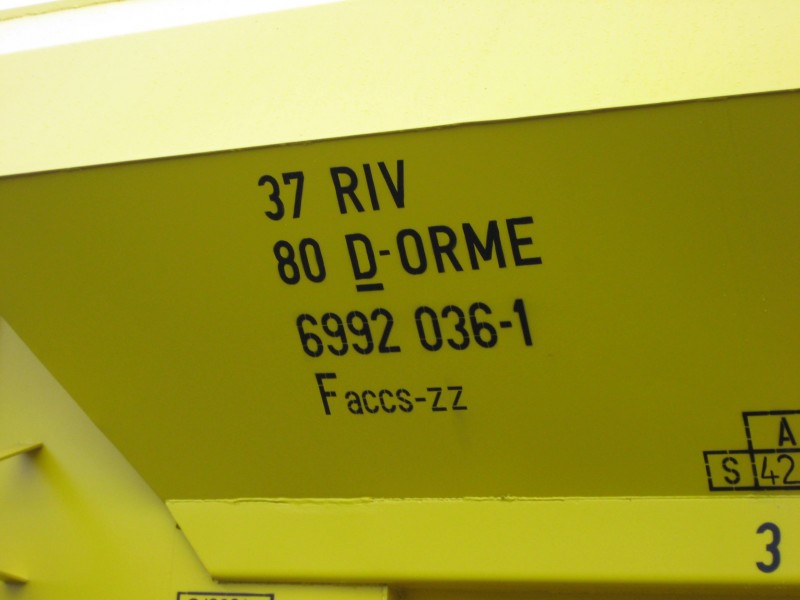 37 RIV
80 D-ORME
6992 036-1
Faccs-zz
A
S 42
3